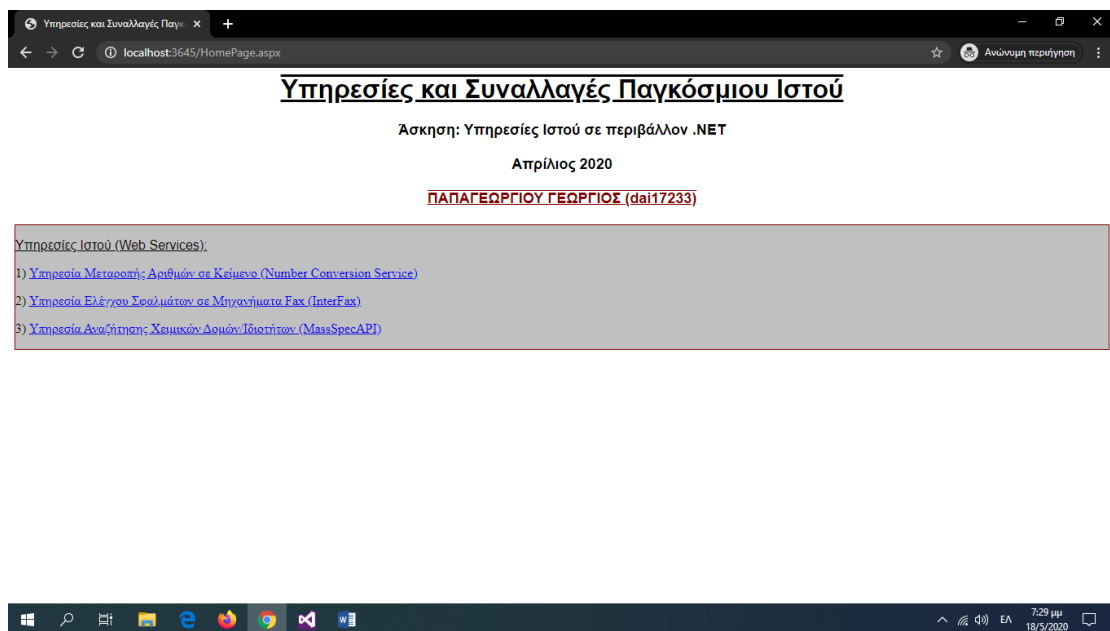 Υπηρεσίες και Συναλλαγές Παγκ
localhost:3645/HomePage.aspx
Ανώνυμη περιήγηση
Υπηρεσίες και Συναλλαγές Παγκόσμιου Ιστού
Άσκηση: Υπηρεσίες Ιστού σε περιβάλλον .NET
Απρίλιος 2020
ΠΑΠΑΓΕΩΡΓΙΟΥ ΓΕΩΡΓΙΟΣ (dai17233)
Υπηρεσίες Ιστού (Web Services):
1) Υπηρεσία Μεταροπής Αριθμών σε Κείμενο (Number Conversion Service)
2) Υπηρεσία Ελέγχου Σφαλμάτων σε Μηχανήματα Fax (InterFax)
3) Υπηρεσία Αναζήτησης Χειμικών Δομών/Ιδιοτήτων (MassSpecAPI)
ΕΛ
7:29 μμ
18/5/2020